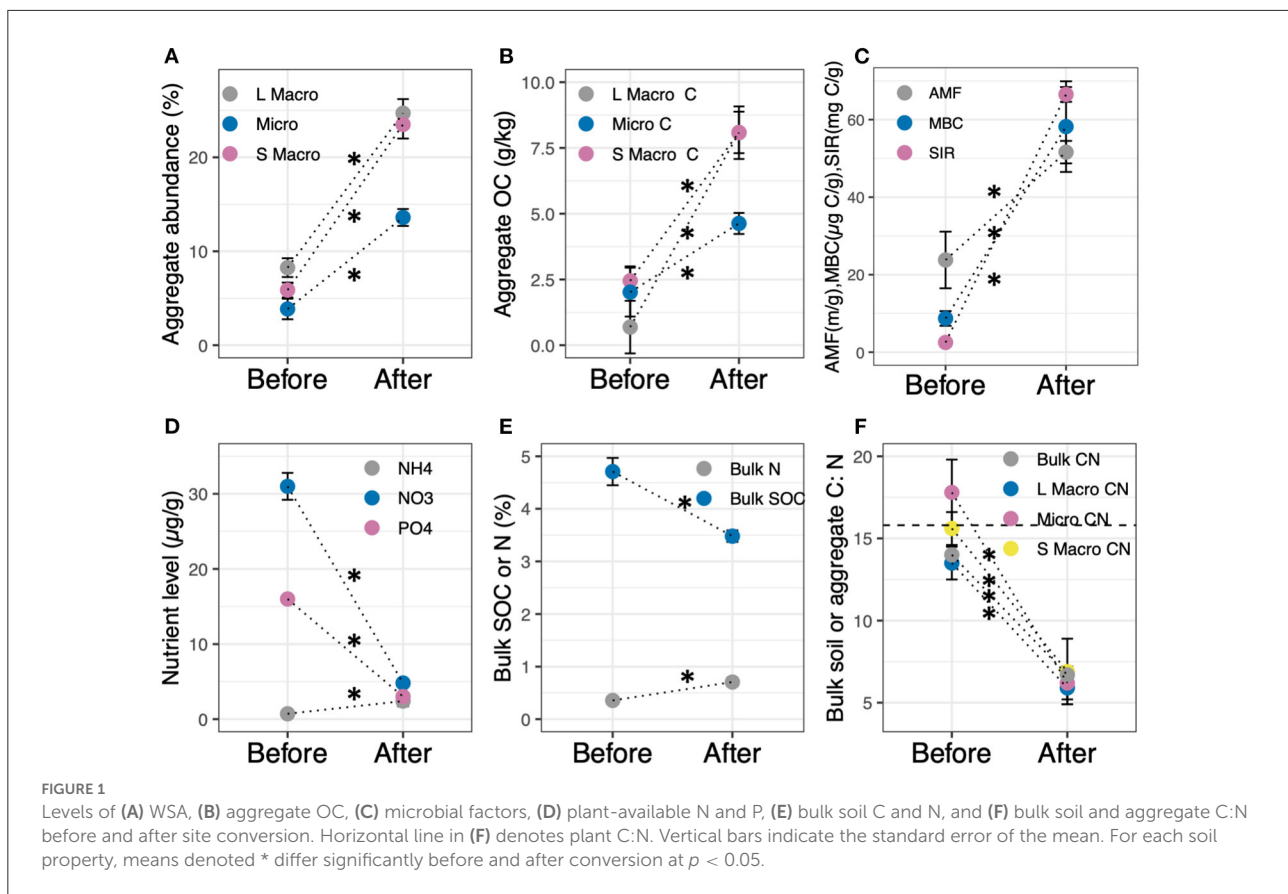 A
Aggregate abundance (%)
20
10
0
L Macro
Micro
S Macro
*
*
*
Before After
B
Aggregate OC (g/kg)
10.0
7.5
5.0
2.5
0.0
L Macro C
Micro C
S Macro C
*
*
*
Before After
C
AMF(m/g),MBC(µg C/g),SIR(mg C/g)
60
40
20
0
AMF
MBC
SIR
*
*
*
Before After
D
Nutrient level (µg/g)
30
20
10
0
NH4
NO3
PO4
*
*
*
Before After
E
Bulk SOC or N (%)
5
4
3
2
1
0
Bulk N
Bulk SOC
*
*
Before After
F
Bulk soil or aggregate C: N
20
15
10
5
Bulk CN
L Macro CN
Micro CN
S Macro CN
*
*
*
*
Before After
FIGURE 1
Levels of (A) WSA, (B) aggregate OC, (C) microbial factors, (D) plant-available N and P, (E) bulk soil C and N, and (F) bulk soil and aggregate C:N
before and after site conversion. Horizontal line in (F) denotes plant C:N. Vertical bars indicate the standard error of the mean. For each soil
property, means denoted * differ significantly before and after conversion at p < 0.05.